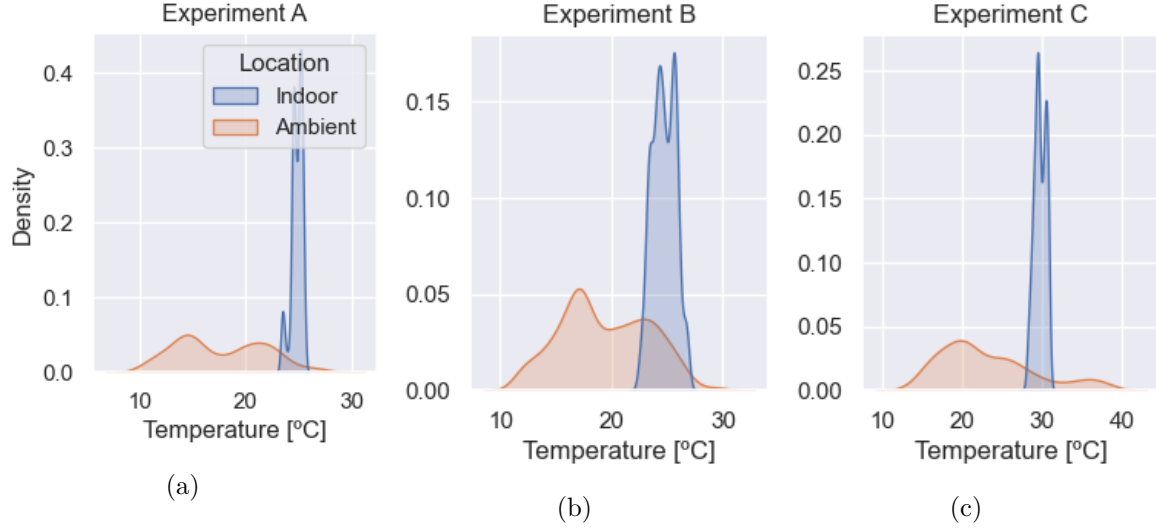 Experiment A
Density
0.4
0.3
0.2
0.1
0.0
Location
Indoor
Ambient
10 20 30
Temperature [ºC]
(a)
Experiment B
0.15
0.10
0.05
0.00
10 20 30
Temperature [ºC]
(b)
Experiment C
0.25
0.20
0.15
0.10
0.05
0.00
10 20 30 40
Temperature [ºC]
(c)